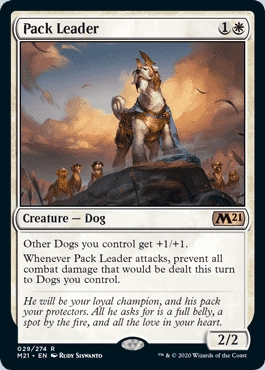 Pack Leader 1
Creature — Dog M21
Other Dogs you control get +1/+1.
Whenever Pack Leader attacks, prevent all
combat damage that would be dealt this turn
to Dogs you control.
He will be your loyal champion, and his pack
your protectors. All he asks for is a full belly, a
spot by the fire, and all the love in your heart.
2/2
029/274 R
M21 • EN RUDY SISWANTO ™ & © 2020 Wizards of the Coast